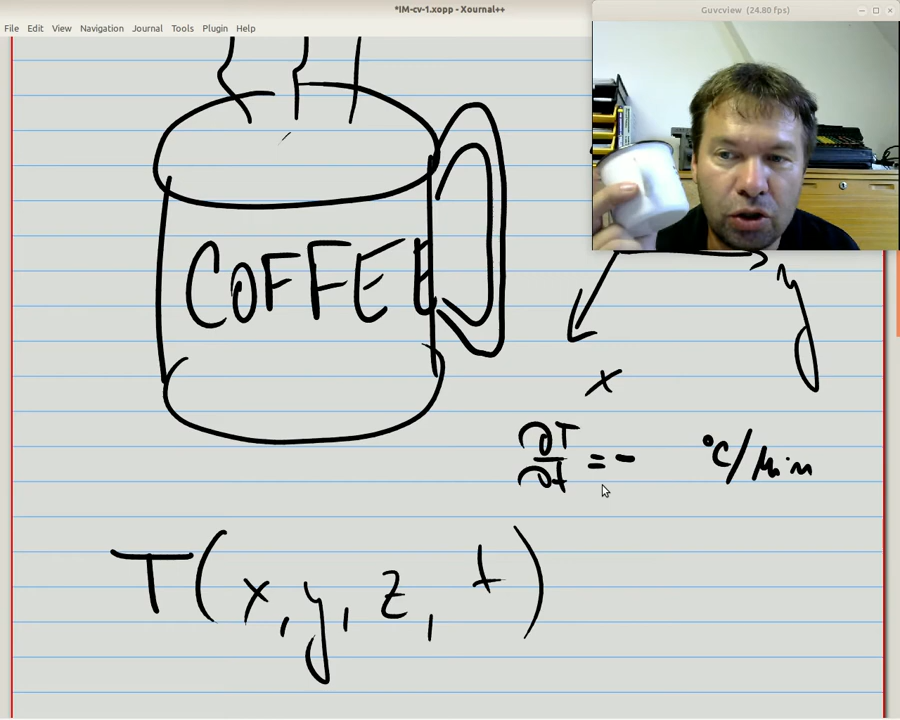 *IM-cv-1.xopp - Xournal++
File Edit View Navigation Journal Tools Plugin Help
Guvcview (24.80 fps)
COFFEE
y
x
∂T/∂t = - °C/min
T(x, y, z, t)